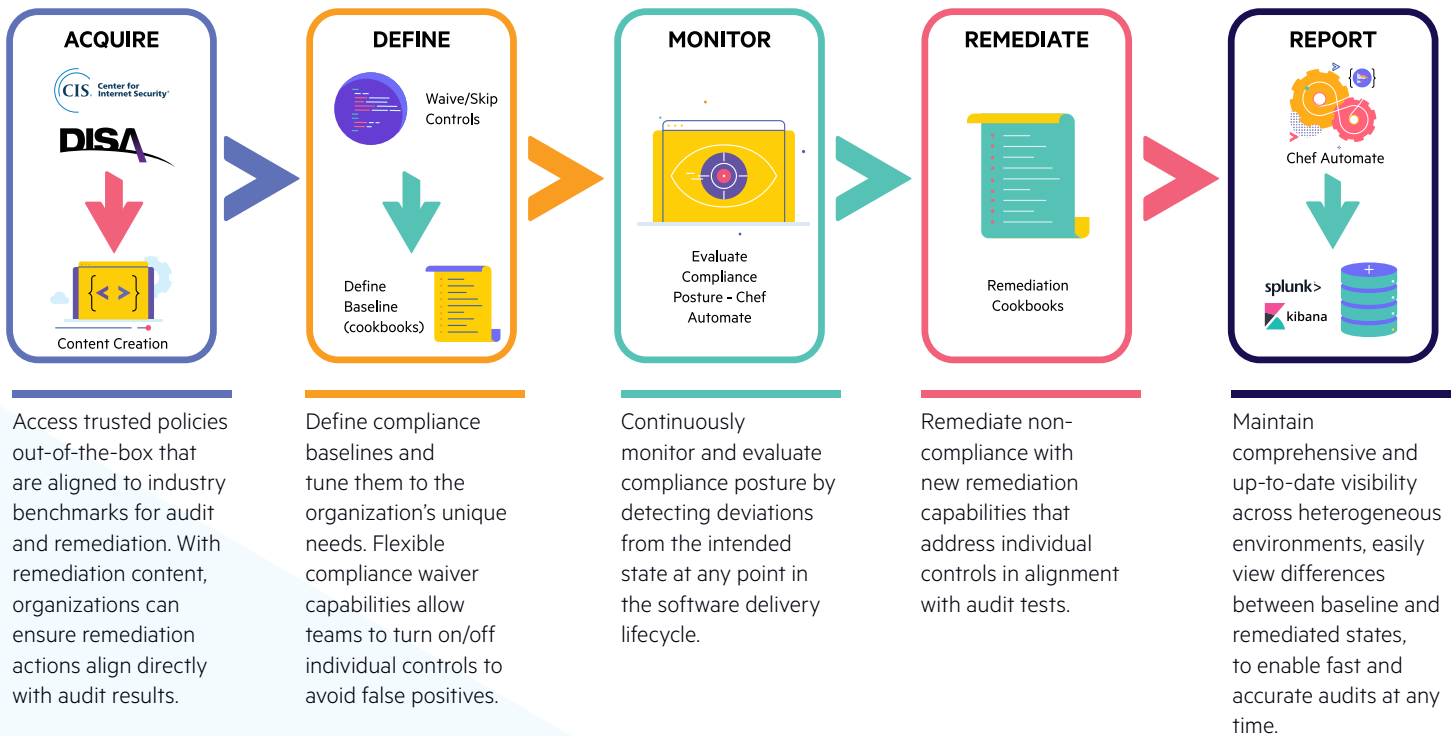 ACQUIRE
CIS. Center for
Internet Security®
DISA
Content Creation
DEFINE
Waive/Skip
Controls
Define
Baseline
(cookbooks)
MONITOR
Evaluate
Compliance
Posture - Chef
Automate
REMEDIATE
Remediation
Cookbooks
REPORT
Chef Automate
splunk>
kibana
Access trusted policies
out-of-the-box that
are aligned to industry
benchmarks for audit
and remediation. With
remediation content,
organizations can
ensure remediation
actions align directly
with audit results.
Define compliance
baselines and
tune them to the
organization’s unique
needs. Flexible
compliance waiver
capabilities allow
teams to turn on/off
individual controls to
avoid false positives.
Continuously
monitor and evaluate
compliance posture by
detecting deviations
from the intended
state at any point in
the software delivery
lifecycle.
Remediate non-
compliance with
new remediation
capabilities that
address individual
controls in alignment
with audit tests.
Maintain
comprehensive and
up-to-date visibility
across heterogeneous
environments, easily
view differences
between baseline and
remediated states,
to enable fast and
accurate audits at any
time.